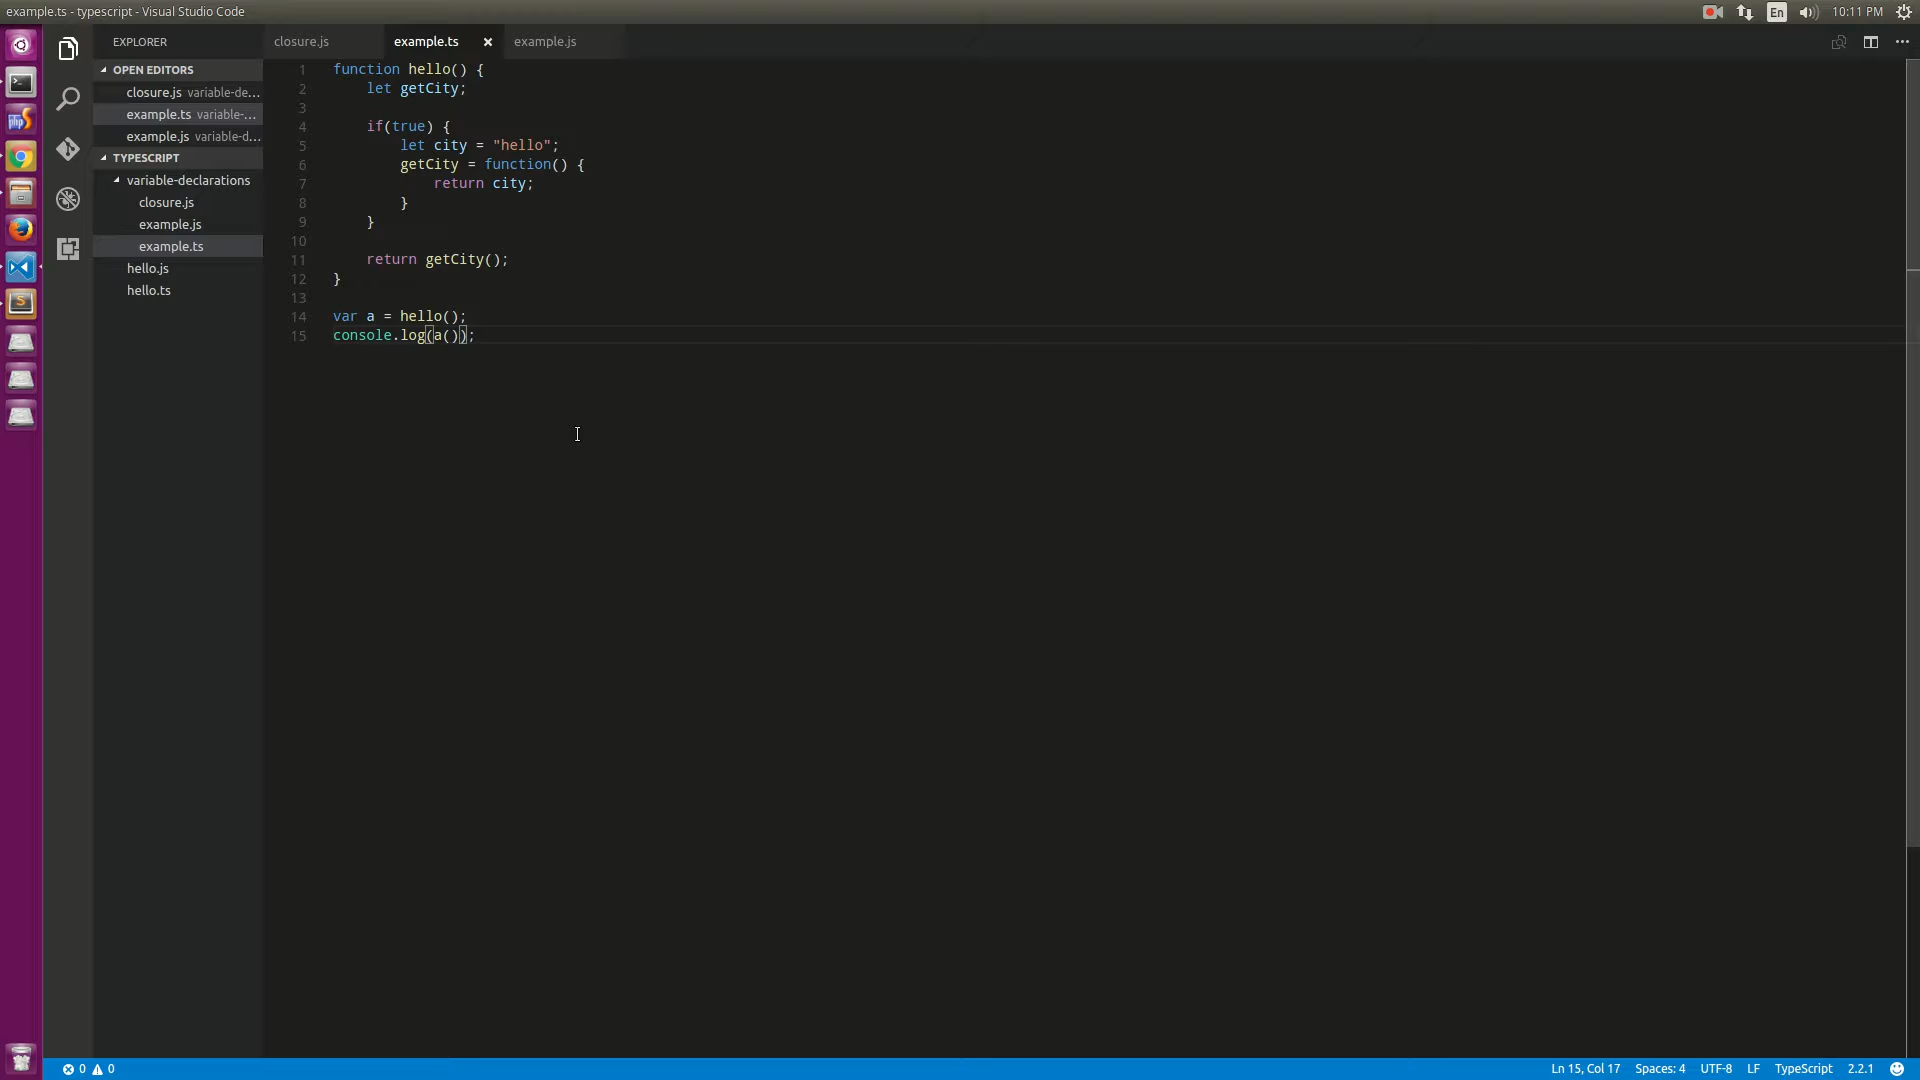 example.ts - typescript - Visual Studio Code
En
10:11 PM
EXPLORER
closure.js
example.ts
example.js
OPEN EDITORS
closure.js variable-de...
example.ts variable-...
example.js variable-d...
TYPESCRIPT
variable-declarations
closure.js
example.js
example.ts
hello.js
hello.ts
1 function hello() {
2 let getCity;
3
4 if(true) {
5 let city = "hello";
6 getCity = function() {
7 return city;
8 }
9 }
10
11 return getCity();
12 }
13
14 var a = hello();
15 console.log(a());
php
S
0 0
Ln 15, Col 17 Spaces: 4 UTF-8 LF TypeScript 2.2.1